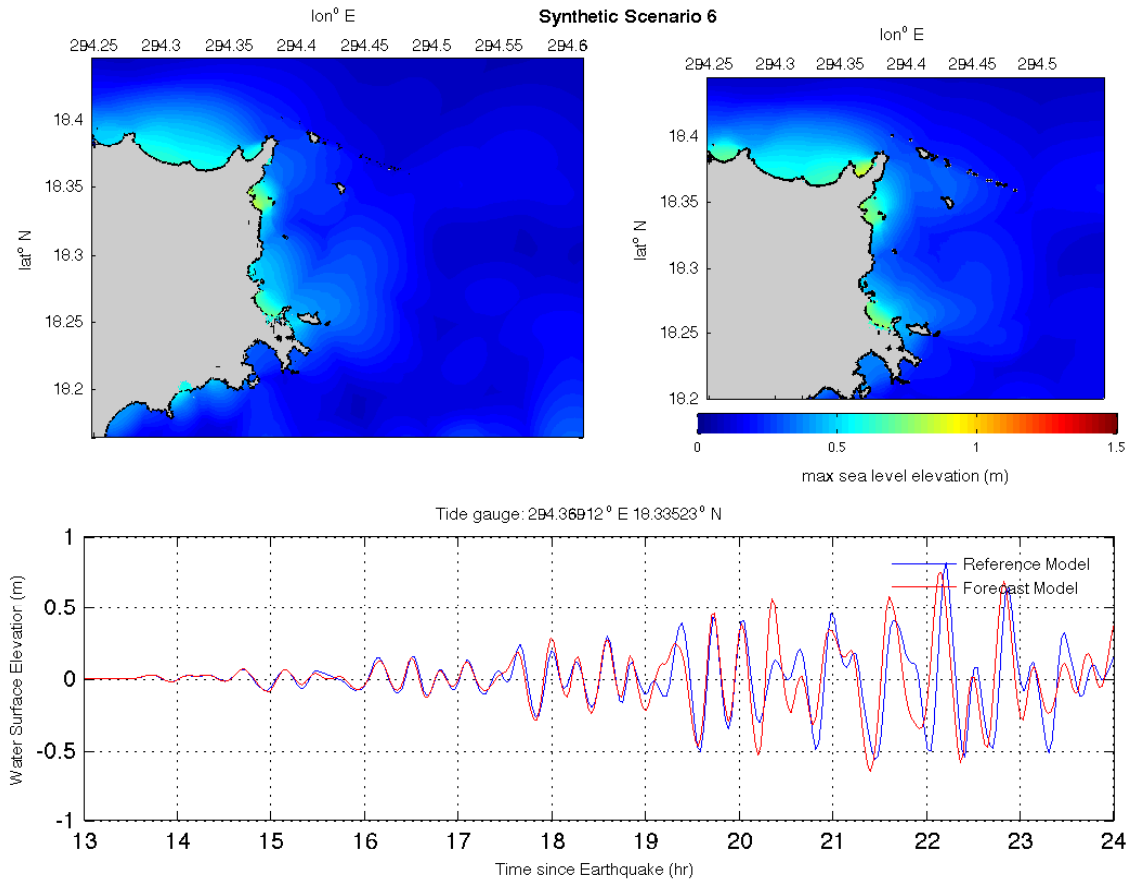 Synthetic Scenario 6
lon° E
294.25 294.3 294.35 294.4 294.45 294.5 294.55 294.6
18.4
18.35
18.3
18.25
18.2
lat° N
lon° E
294.25 294.3 294.35 294.4 294.45 294.5
18.4
18.35
18.3
18.25
18.2
lat° N
0 0.5 1 1.5
max sea level elevation (m)
Tide gauge: 294.36912° E 18.33523° N
1
0.5
0
-0.5
-1
Water Surface Elevation (m)
Reference Model
Forecast Model
13 14 15 16 17 18 19 20 21 22 23 24
Time since Earthquake (hr)